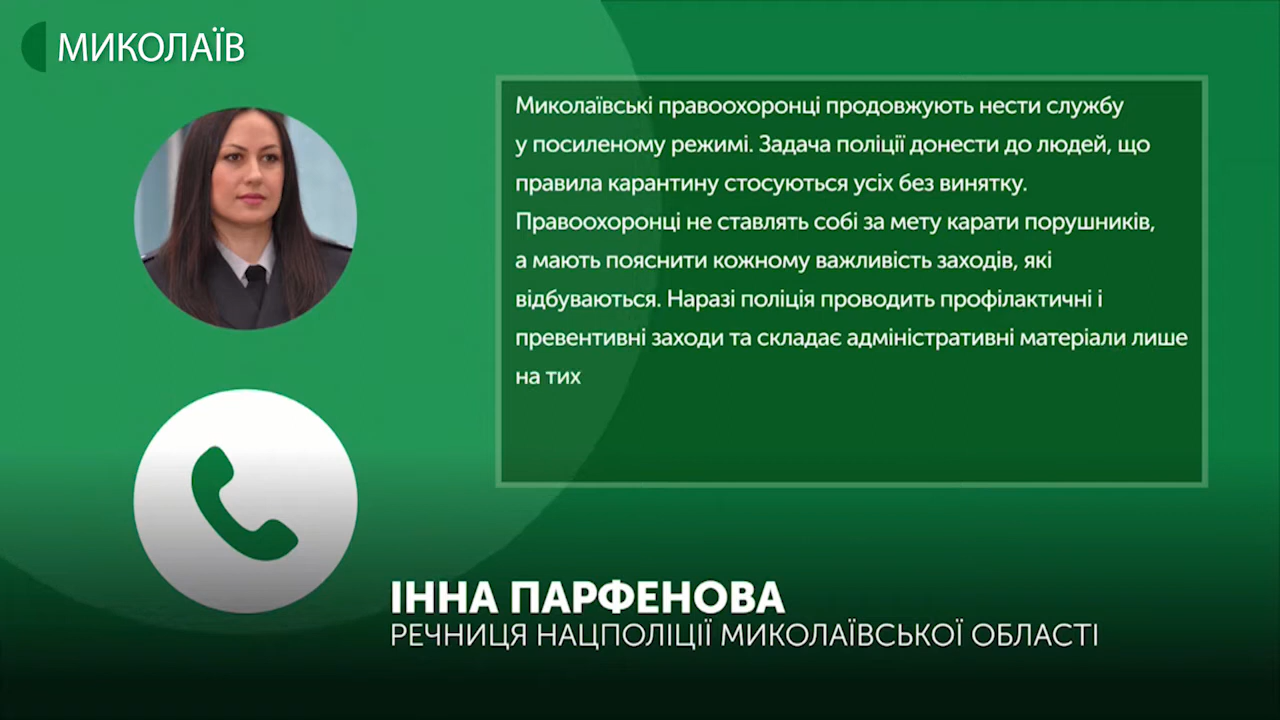 МИКОЛАЇВ
Миколаївські правоохоронці продовжують нести службу
у посиленому режимі. Задача поліції донести до людей, що
правила карантину стосуються усіх без винятку.
Правоохоронці не ставлять собі за мету карати порушників,
а мають пояснити кожному важливість заходів, які
відбуваються. Наразі поліція проводить профілактичні і
превентивні заходи та складає адміністративні матеріали лише
на тих
ІННА ПАРФЕНОВА
РЕЧНИЦЯ НАЦПОЛІЦІЇ МИКОЛАЇВСЬКОЇ ОБЛАСТІ